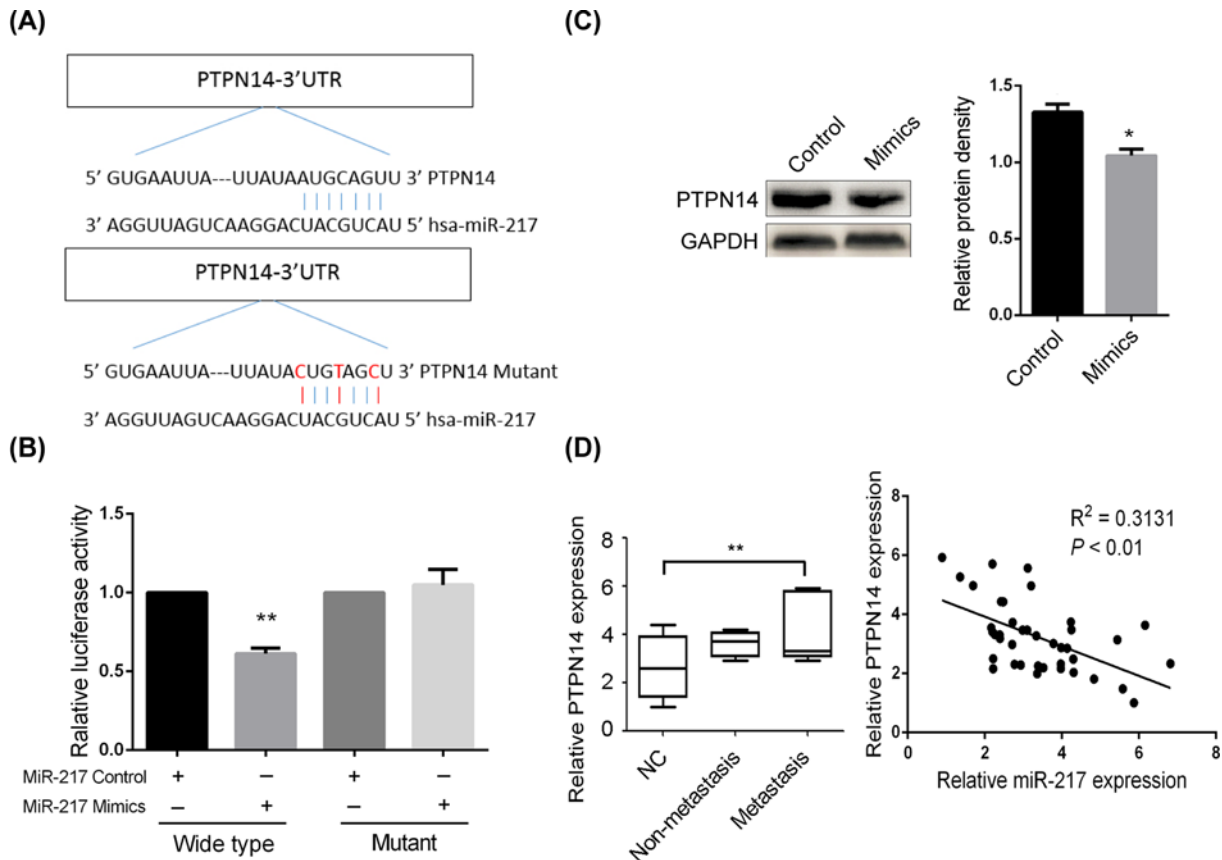 (A)
PTPN14-3’UTR
5’ GUGAAUUA---UUAUAAUGCAGUU 3’ PTPN14
3’ AGGUUAGUCAAGGACUACGUCAU 5’ hsa-miR-217
PTPN14-3’UTR
5’ GUGAAUUA---UUAUACUGTAGCU 3’ PTPN14 Mutant
3’ AGGUUAGUCAAGGACUACGUCAU 5’ hsa-miR-217
(B)
Ralative luciferase activity
1.5
1.0
0.5
0.0
**
MiR-217 Control + – + –
MiR-217 Mimics – + – +
Wide type Mutant
(C)
Control Mimics
PTPN14
GAPDH
Relative protein density
1.5
1.0
0.5
0.0
*
Control Mimics
(D)
Relative PTPN14 expression
8
6
4
2
0
**
NC Non-metastasis Metastasis
Relative PTPN14 expression
8
6
4
2
0
R² = 0.3131
P < 0.01
0 2 4 6 8
Relative miR-217 expression